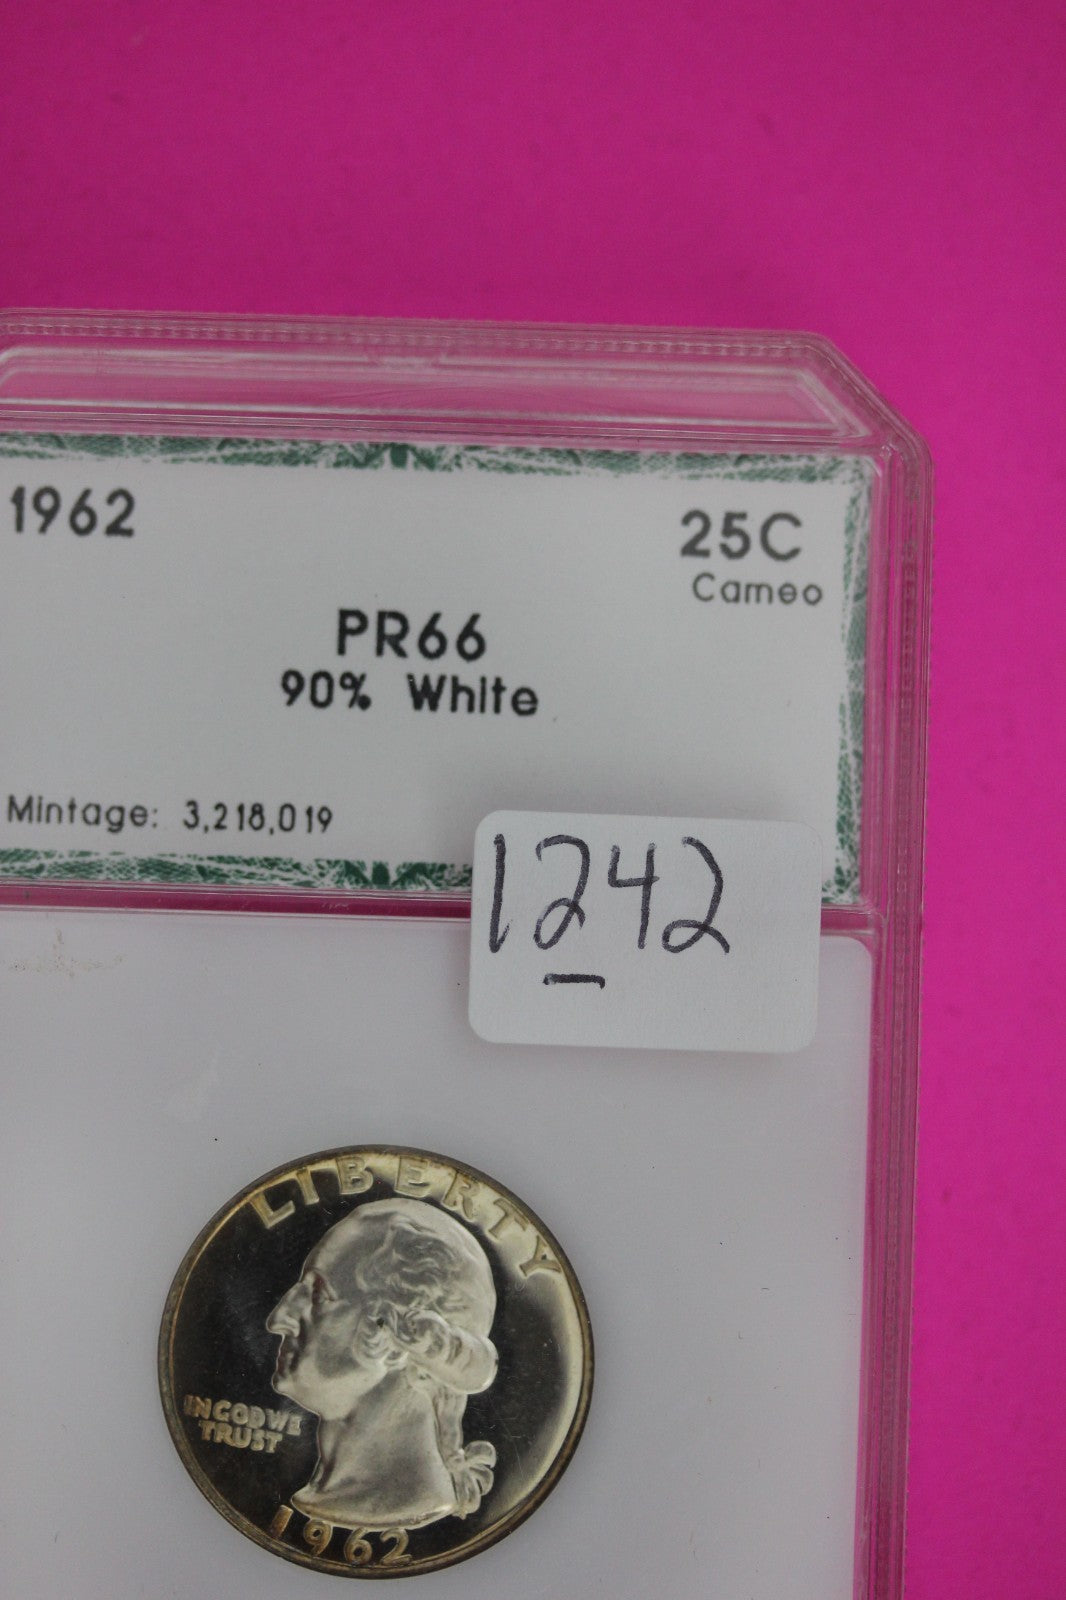 1962 25C
Cameo
PR66
90% White
Mintage: 3,218,019
1242
LIBERTY
IN GOD WE
TRUST
1962